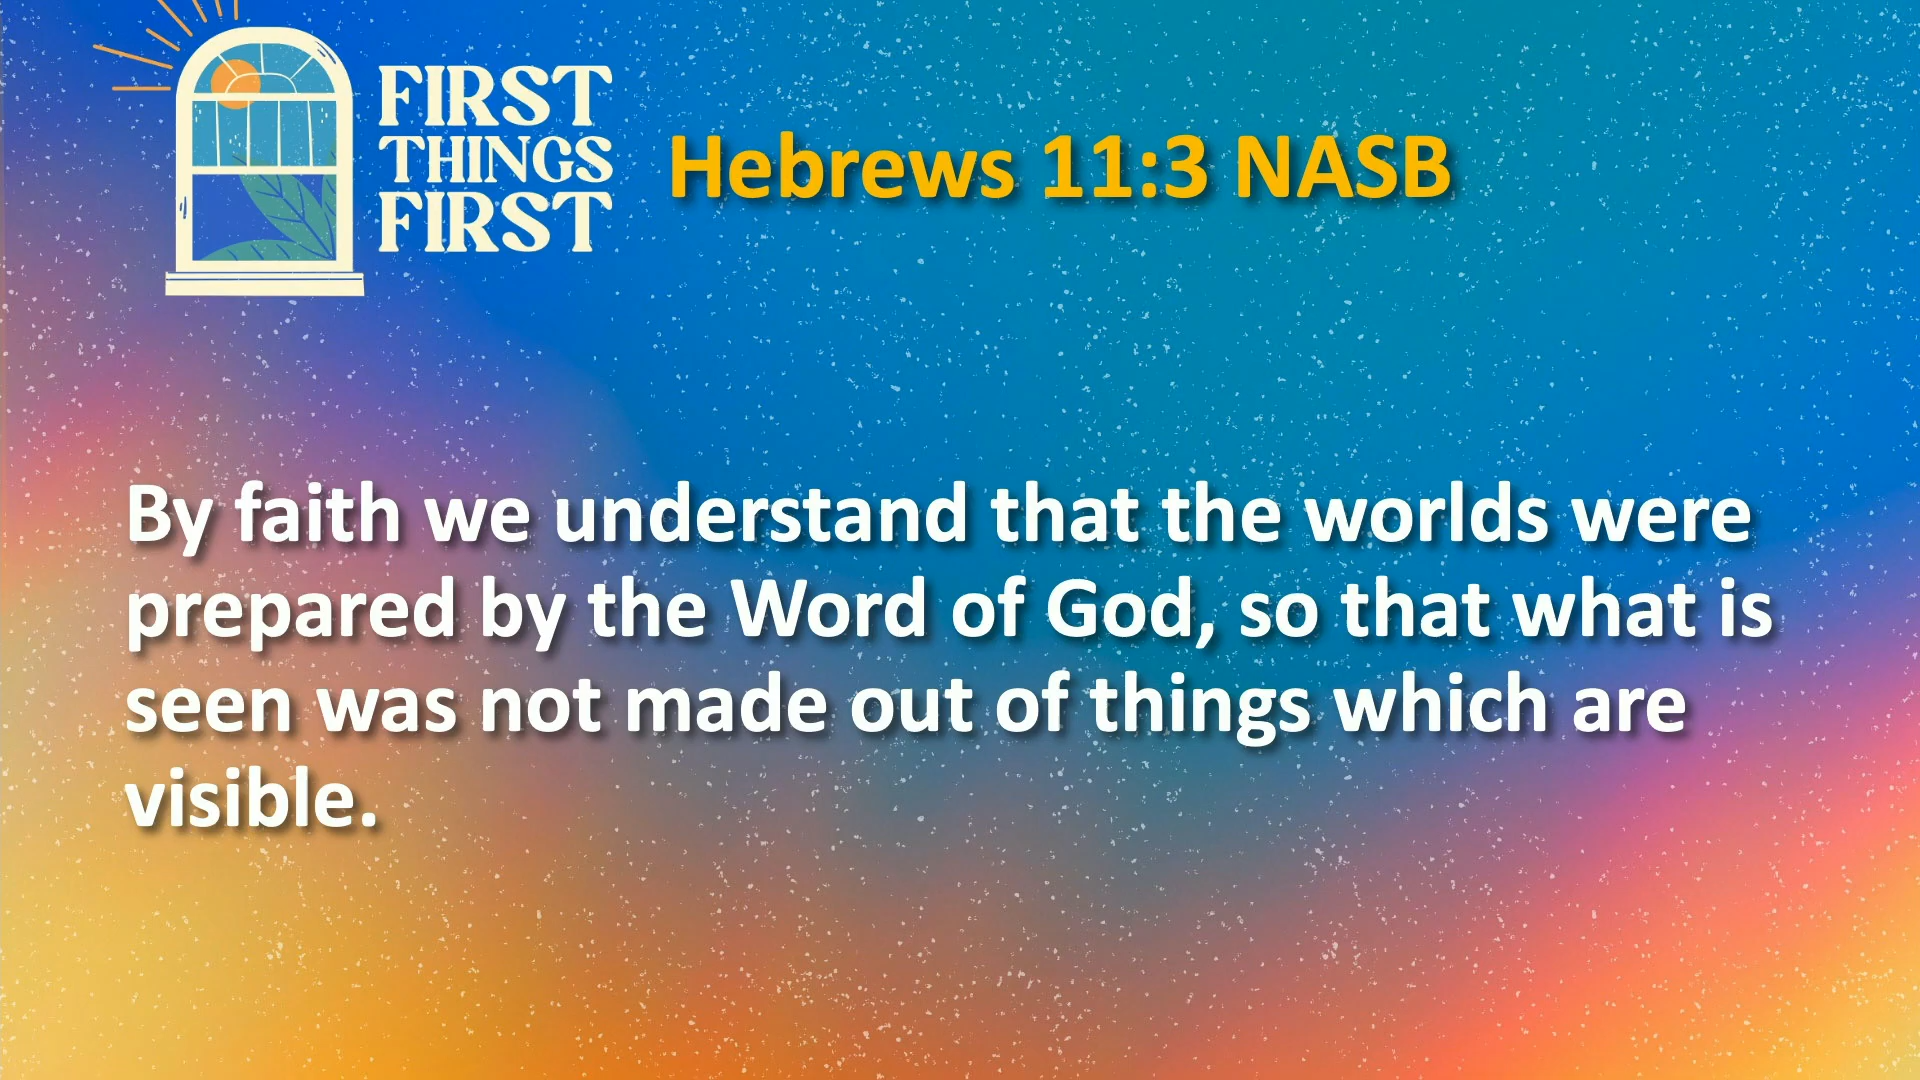 FIRST
THINGS
FIRST
Hebrews 11:3 NASB
By faith we understand that the worlds were
prepared by the Word of God, so that what is
seen was not made out of things which are
visible.